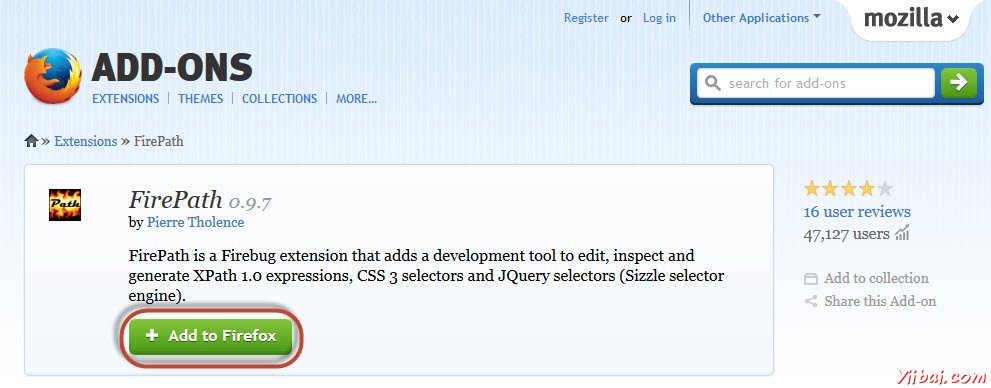 Register or Log in Other Applications mozilla
ADD-ONS
EXTENSIONS | THEMES | COLLECTIONS | MORE...
search for add-ons
» Extensions » FirePath
Path
FirePath 0.9.7
by Pierre Tholence
FirePath is a Firebug extension that adds a development tool to edit, inspect and
generate XPath 1.0 expressions, CSS 3 selectors and JQuery selectors (Sizzle selector
engine).
+ Add to Firefox
16 user reviews
47,127 users
Add to collection
Share this Add-on
Yiibai.com